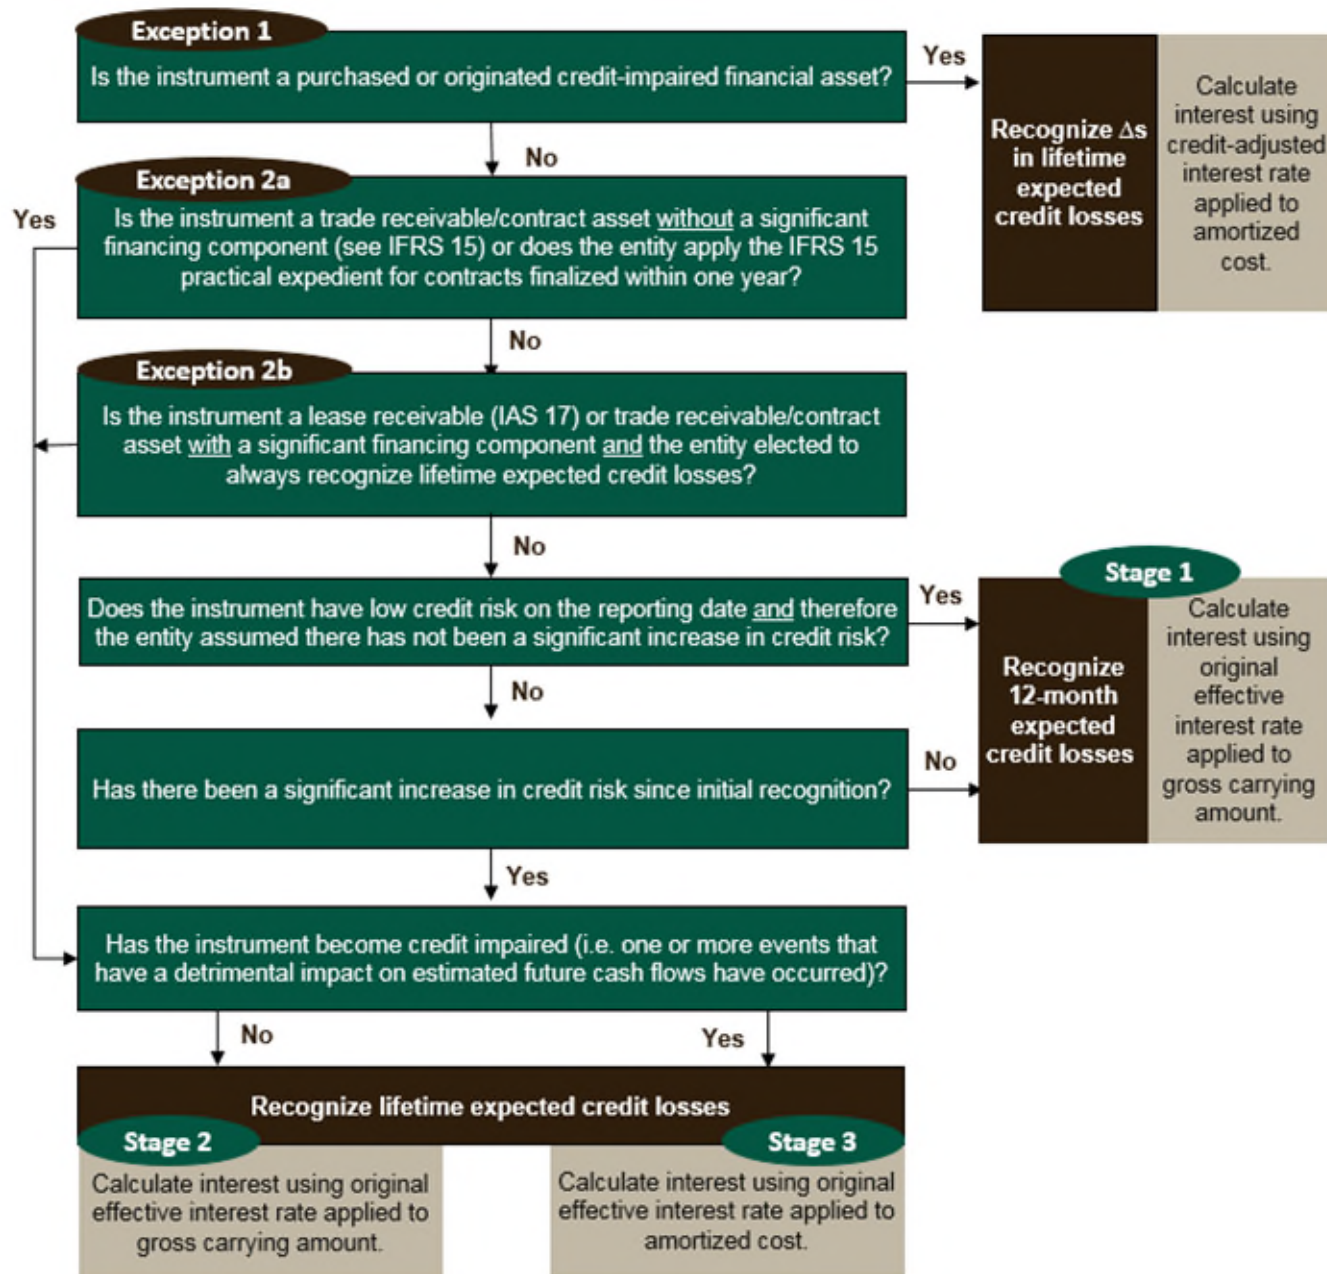 Exception 1
Is the instrument a purchased or originated credit-impaired financial asset?
Yes
Recognize Δs
in lifetime
expected
credit losses
Calculate
interest using
credit-adjusted
interest rate
applied to
amortized
cost.
No
Exception 2a
Yes
Is the instrument a trade receivable/contract asset without a significant
financing component (see IFRS 15) or does the entity apply the IFRS 15
practical expedient for contracts finalized within one year?
No
Exception 2b
Is the instrument a lease receivable (IAS 17) or trade receivable/contract
asset with a significant financing component and the entity elected to
always recognize lifetime expected credit losses?
No
Does the instrument have low credit risk on the reporting date and therefore
the entity assumed there has not been a significant increase in credit risk?
Yes
Stage 1
Recognize
12-month
expected
credit losses
Calculate
interest using
original
effective
interest rate
applied to
gross carrying
amount.
No
Has there been a significant increase in credit risk since initial recognition?
No
Yes
Has the instrument become credit impaired (i.e. one or more events that
have a detrimental impact on estimated future cash flows have occurred)?
No
Yes
Recognize lifetime expected credit losses
Stage 2
Calculate interest using original
effective interest rate applied to
gross carrying amount.
Stage 3
Calculate interest using original
effective interest rate applied to
amortized cost.